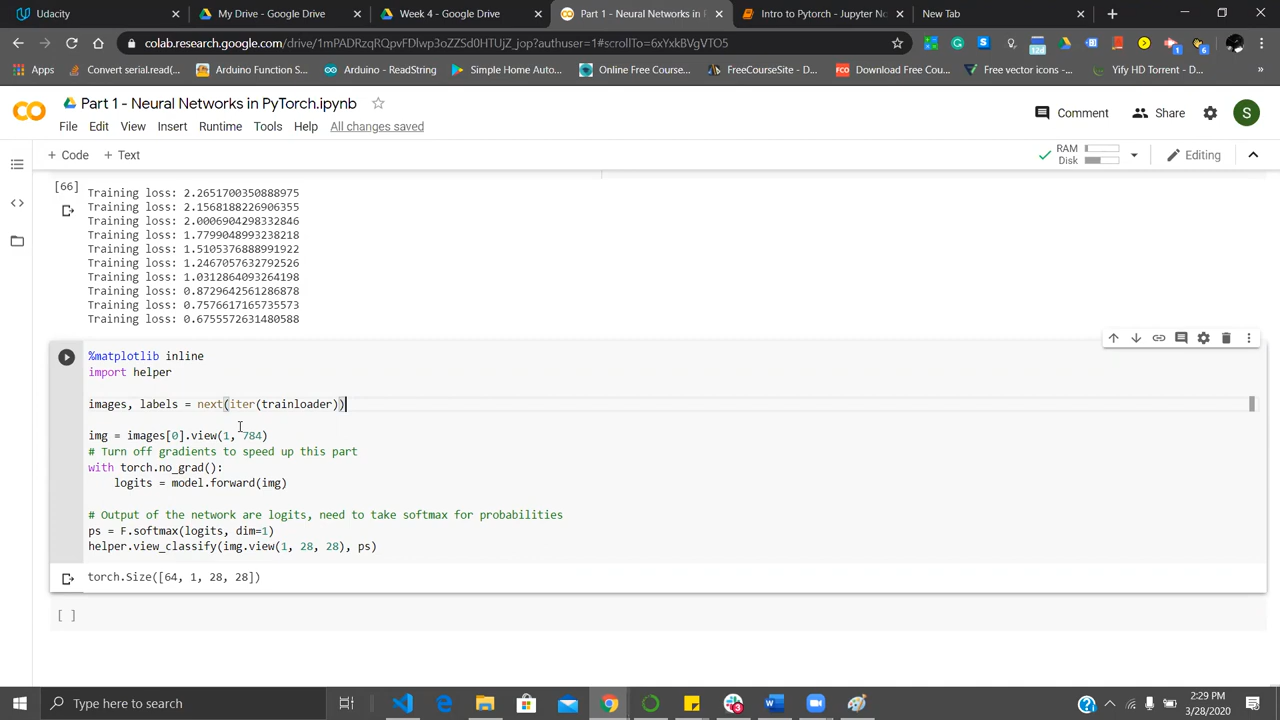 Udacity
My Drive - Google Drive
Week 4 - Google Drive
Part 1 - Neural Networks in P
Intro to Pytorch - Jupyter No
New Tab
colab.research.google.com/drive/1mPADRzqRQpvFDlwp3oZZSd0HTUjZ_jop?authuser=1#scrollTo=6xYxkBVgVTO5
Apps
Convert serial.read(...
Arduino Function S...
Arduino - ReadString
Simple Home Auto...
Online Free Course...
FreeCourseSite - D...
Download Free Cou...
Free vector icons -...
Yify HD Torrent - D...
Part 1 - Neural Networks in PyTorch.ipynb
Comment
Share
S
File Edit View Insert Runtime Tools Help All changes saved
+ Code + Text
RAM
Disk
Editing
[66]
Training loss: 2.2651700350888975
Training loss: 2.1568188226906355
Training loss: 2.0006904298332846
Training loss: 1.7799048993238218
Training loss: 1.5105376888991922
Training loss: 1.2467057632792526
Training loss: 1.0312864093264198
Training loss: 0.8729642561286878
Training loss: 0.7576617165735573
Training loss: 0.6755572631480588
%matplotlib inline
import helper
images, labels = next(iter(trainloader))
img = images[0].view(1, 784)
# Turn off gradients to speed up this part
with torch.no_grad():
logits = model.forward(img)
# Output of the network are logits, need to take softmax for probabilities
ps = F.softmax(logits, dim=1)
helper.view_classify(img.view(1, 28, 28), ps)
torch.Size([64, 1, 28, 28])
[ ]
Type here to search
2:29 PM
3/28/2020